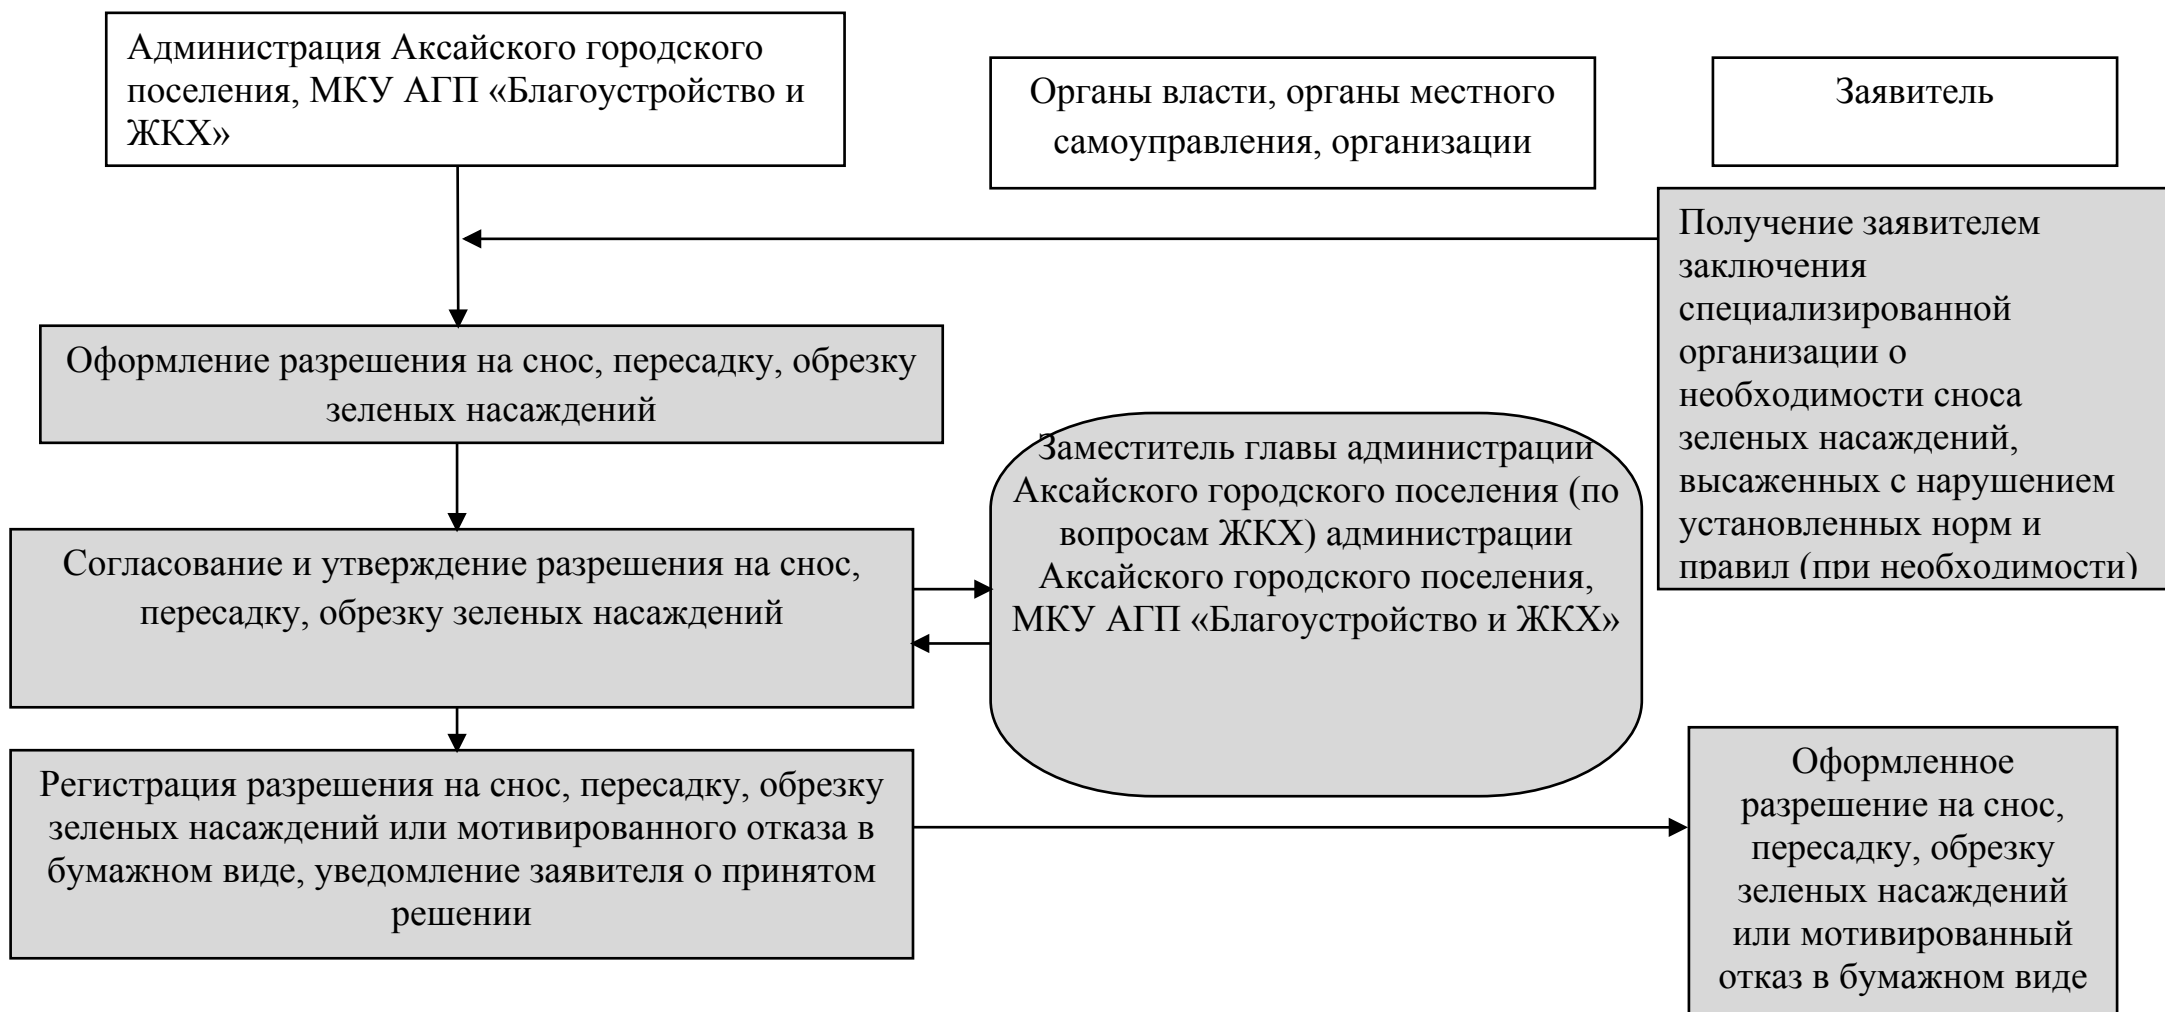 Администрация Аксайского городского
поселения, МКУ АГП «Благоустройство и
ЖКХ»
Органы власти, органы местного
самоуправления, организации
Заявитель
Получение заявителем
заключения
специализированной
организации о
необходимости сноса
зеленых насаждений,
высаженных с нарушением
установленных норм и
правил (при необходимости)
Оформление разрешения на снос, пересадку, обрезку
зеленых насаждений
Заместитель главы администрации
Аксайского городского поселения (по
вопросам ЖКХ) администрации
Аксайского городского поселения,
МКУ АГП «Благоустройство и ЖКХ»
Согласование и утверждение разрешения на снос,
пересадку, обрезку зеленых насаждений
Регистрация разрешения на снос, пересадку, обрезку
зеленых насаждений или мотивированного отказа в
бумажном виде, уведомление заявителя о принятом
решении
Оформленное
разрешение на снос,
пересадку, обрезку
зеленых насаждений
или мотивированный
отказ в бумажном виде